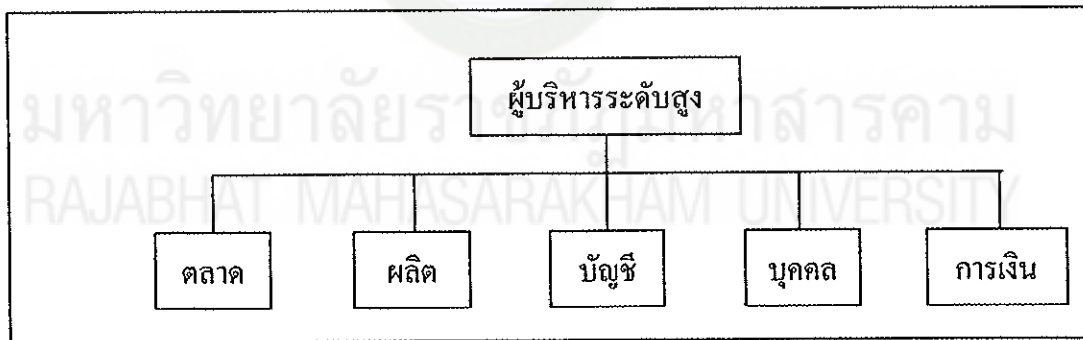 ผู้บริหารระดับสูง
มหาวิทยาลัยราชภัฏมหาสารคาม
RAJABHAT MAHASARAKHAM UNIVERSITY
ตลาด ผลิต บัญชี บุคคล การเงิน